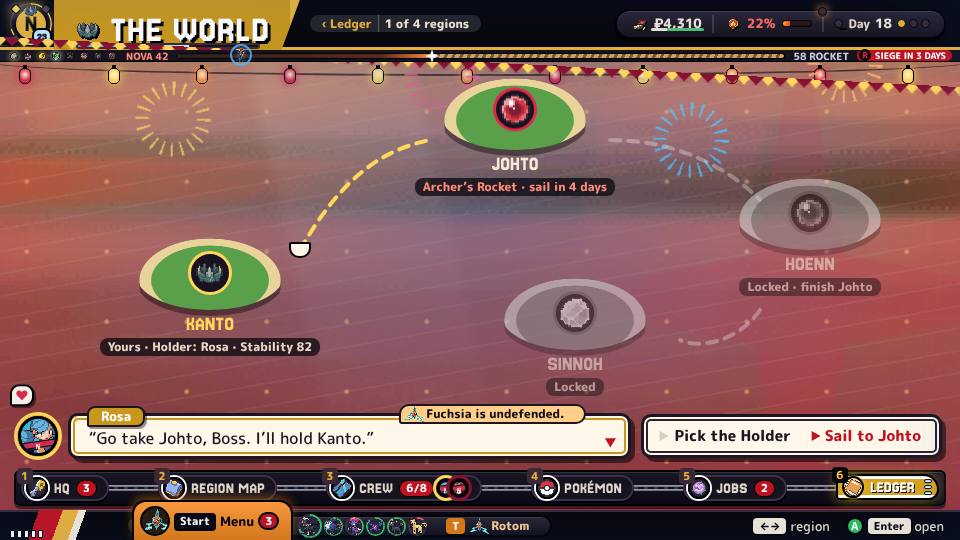 THE WORLD
‹ Ledger | 1 of 4 regions
₽4,310
22%
Day 18
NOVA 42
58 ROCKET
R SIEGE IN 3 DAYS
JOHTO
Archer's Rocket · sail in 4 days
HOENN
Locked · finish Johto
KANTO
Yours · Holder: Rosa · Stability 82
SINNOH
Locked
Rosa
Fuchsia is undefended.
“Go take Johto, Boss. I’ll hold Kanto.”
Pick the Holder
Sail to Johto
1 HQ 3
2 REGION MAP
3 CREW 6/8
4 POKÉMON
5 JOBS 2
6 LEDGER
Start Menu 3
T Rotom
←→ region
A Enter open